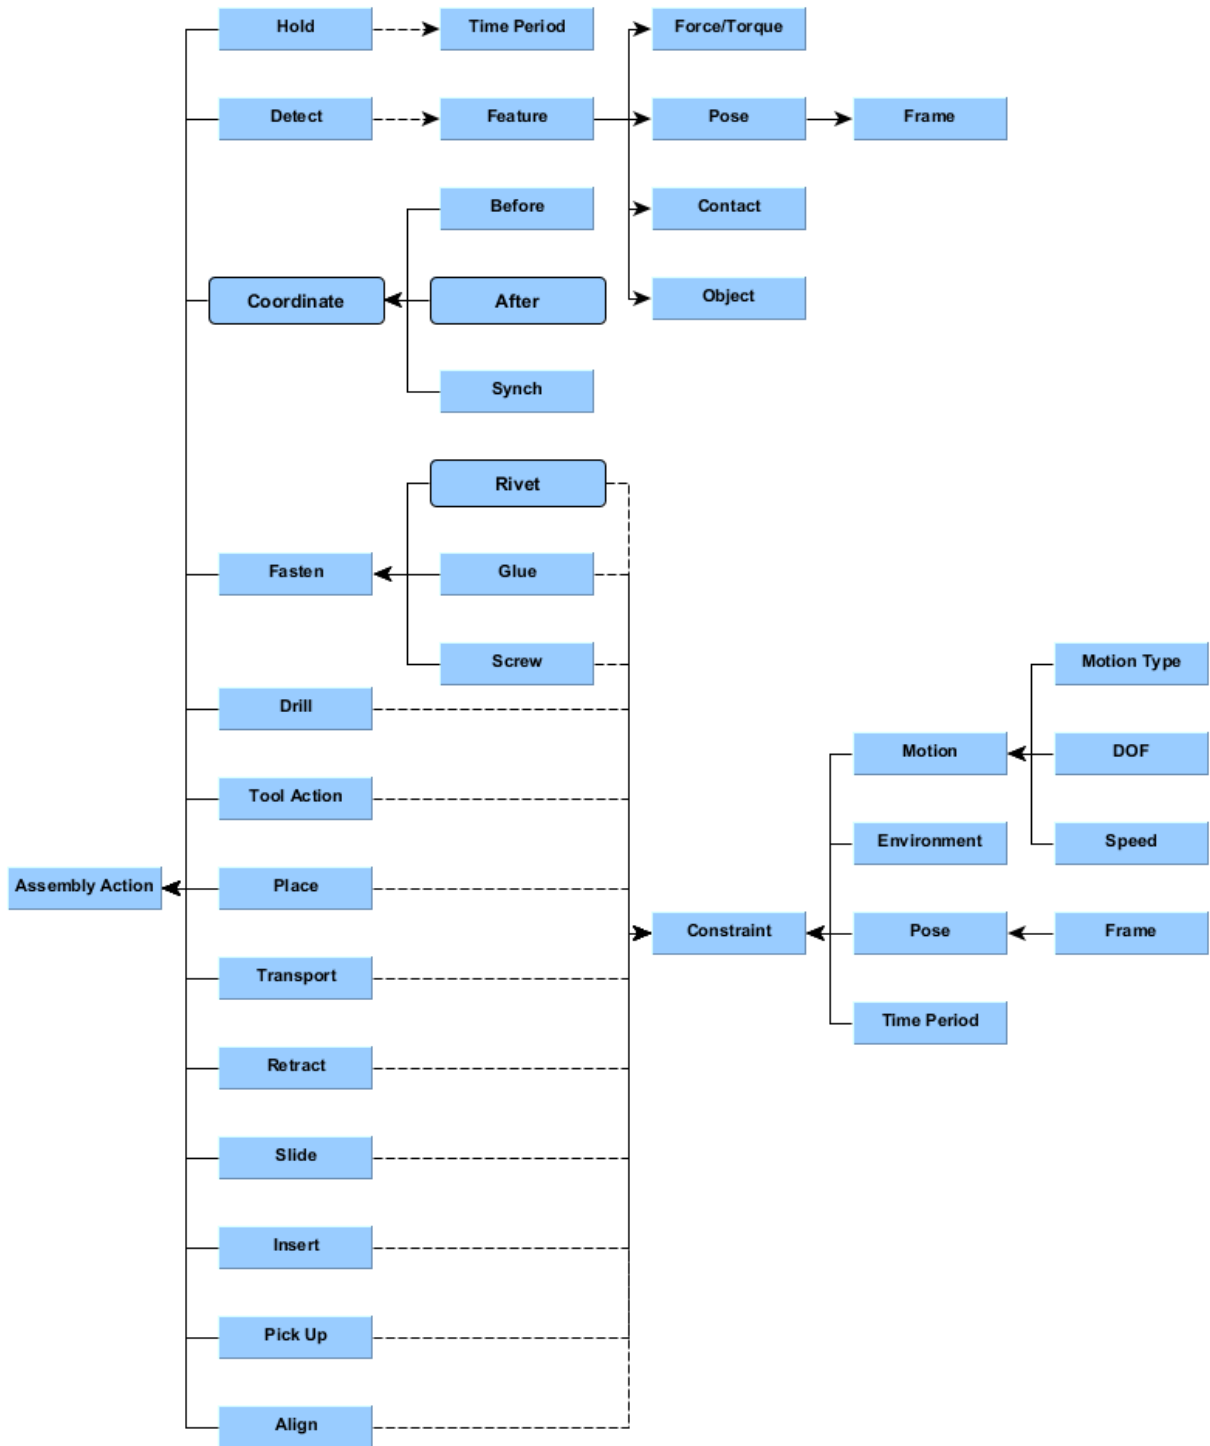 Hold
Time Period
Force/Torque
Detect
Feature
Pose
Frame
Before
Contact
Coordinate
After
Object
Synch
Rivet
Fasten
Glue
Screw
Motion Type
Drill
Motion
DOF
Tool Action
Environment
Speed
Assembly Action
Place
Constraint
Pose
Frame
Transport
Time Period
Retract
Slide
Insert
Pick Up
Align